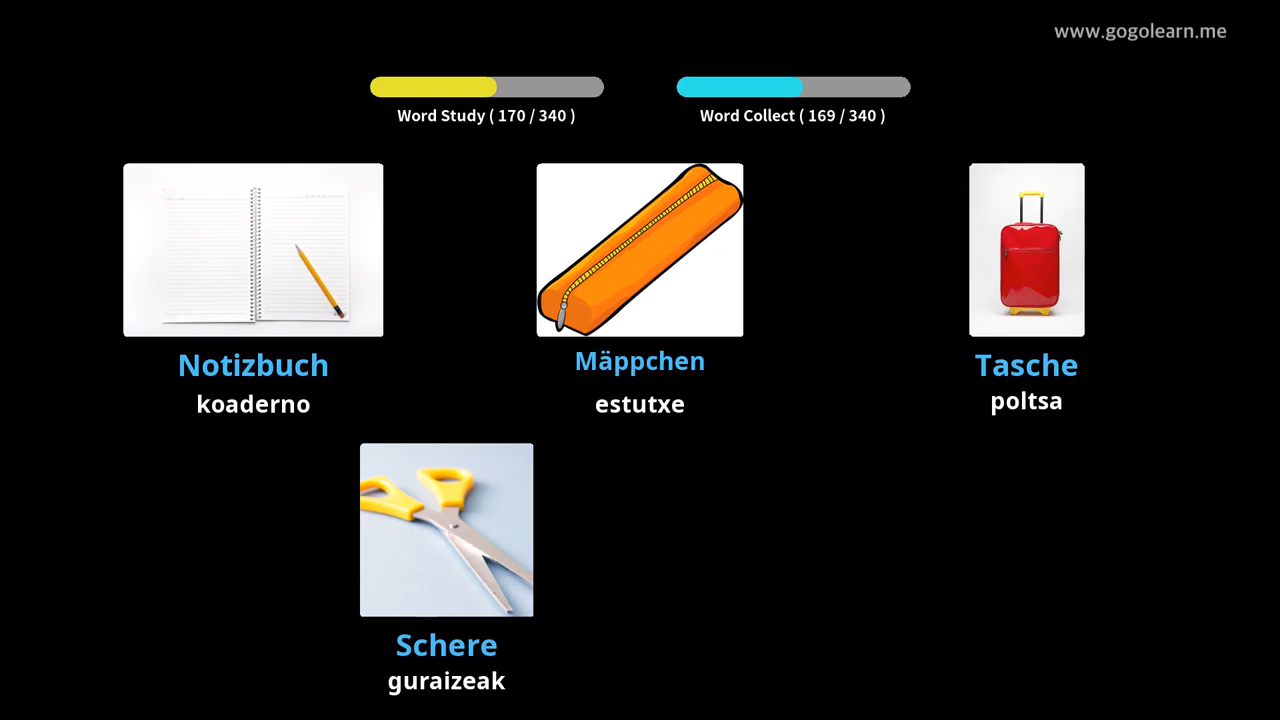 www.gogolearn.me
Word Study ( 170 / 340 )
Word Collect ( 169 / 340 )
Notizbuch
koaderno
Mäppchen
estutxe
Tasche
poltsa
Schere
guraizeak